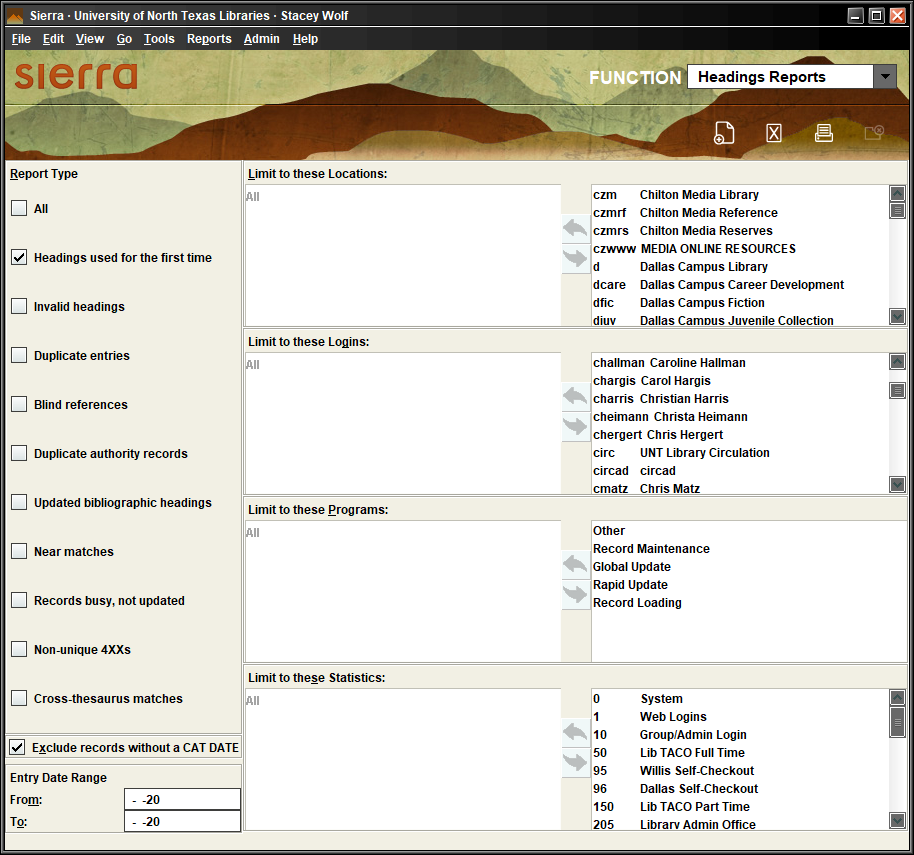 Sierra · University of North Texas Libraries · Stacey Wolf
File Edit View Go Tools Reports Admin Help
sierra
FUNCTION Headings Reports
Report Type
All
Headings used for the first time
Invalid headings
Duplicate entries
Blind references
Duplicate authority records
Updated bibliographic headings
Near matches
Records busy, not updated
Non-unique 4XXs
Cross-thesaurus matches
Exclude records without a CAT DATE
Entry Date Range
From: - -20
To: - -20
Limit to these Locations:
All
czm Chilton Media Library
czmrf Chilton Media Reference
czmrs Chilton Media Reserves
czwww MEDIA ONLINE RESOURCES
d Dallas Campus Library
dcare Dallas Campus Career Development
dfic Dallas Campus Fiction
djuv Dallas Campus Juvenile Collection
Limit to these Logins:
All
challman Caroline Hallman
chargis Carol Hargis
charris Christian Harris
cheimann Christa Heimann
chergert Chris Hergert
circ UNT Library Circulation
circad circad
cmatz Chris Matz
Limit to these Programs:
All
Other
Record Maintenance
Global Update
Rapid Update
Record Loading
Limit to these Statistics:
All
0 System
1 Web Logins
10 Group/Admin Login
50 Lib TACO Full Time
95 Willis Self-Checkout
96 Dallas Self-Checkout
150 Lib TACO Part Time
205 Library Admin Office